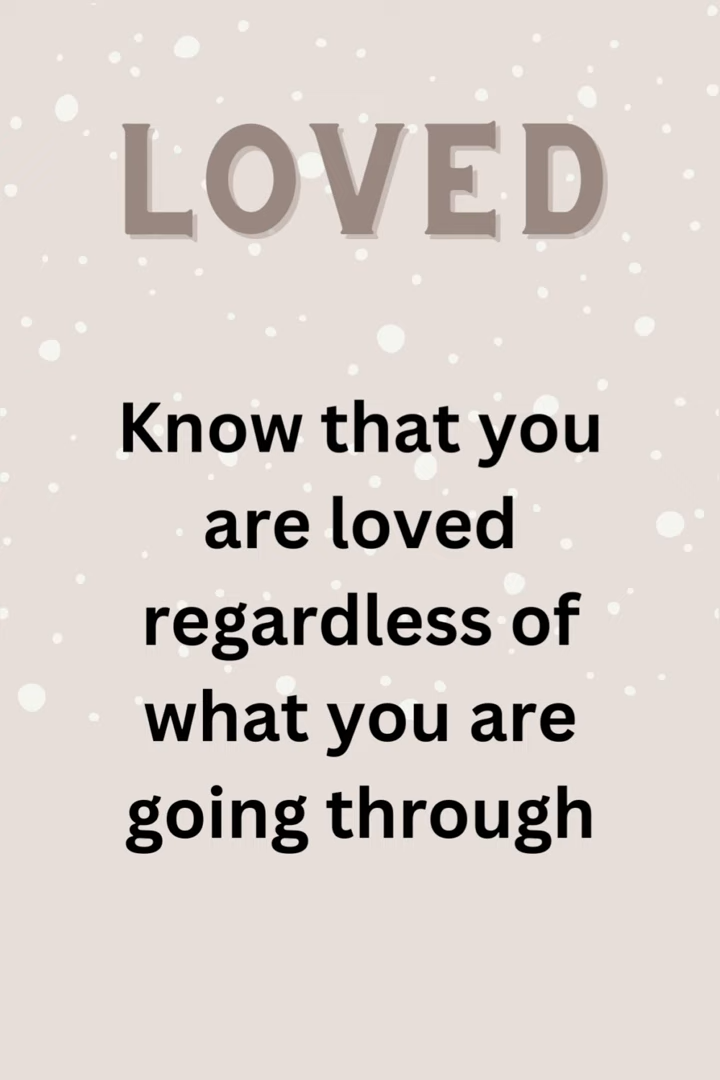 LOVED
Know that you
are loved
regardless of
what you are
going through